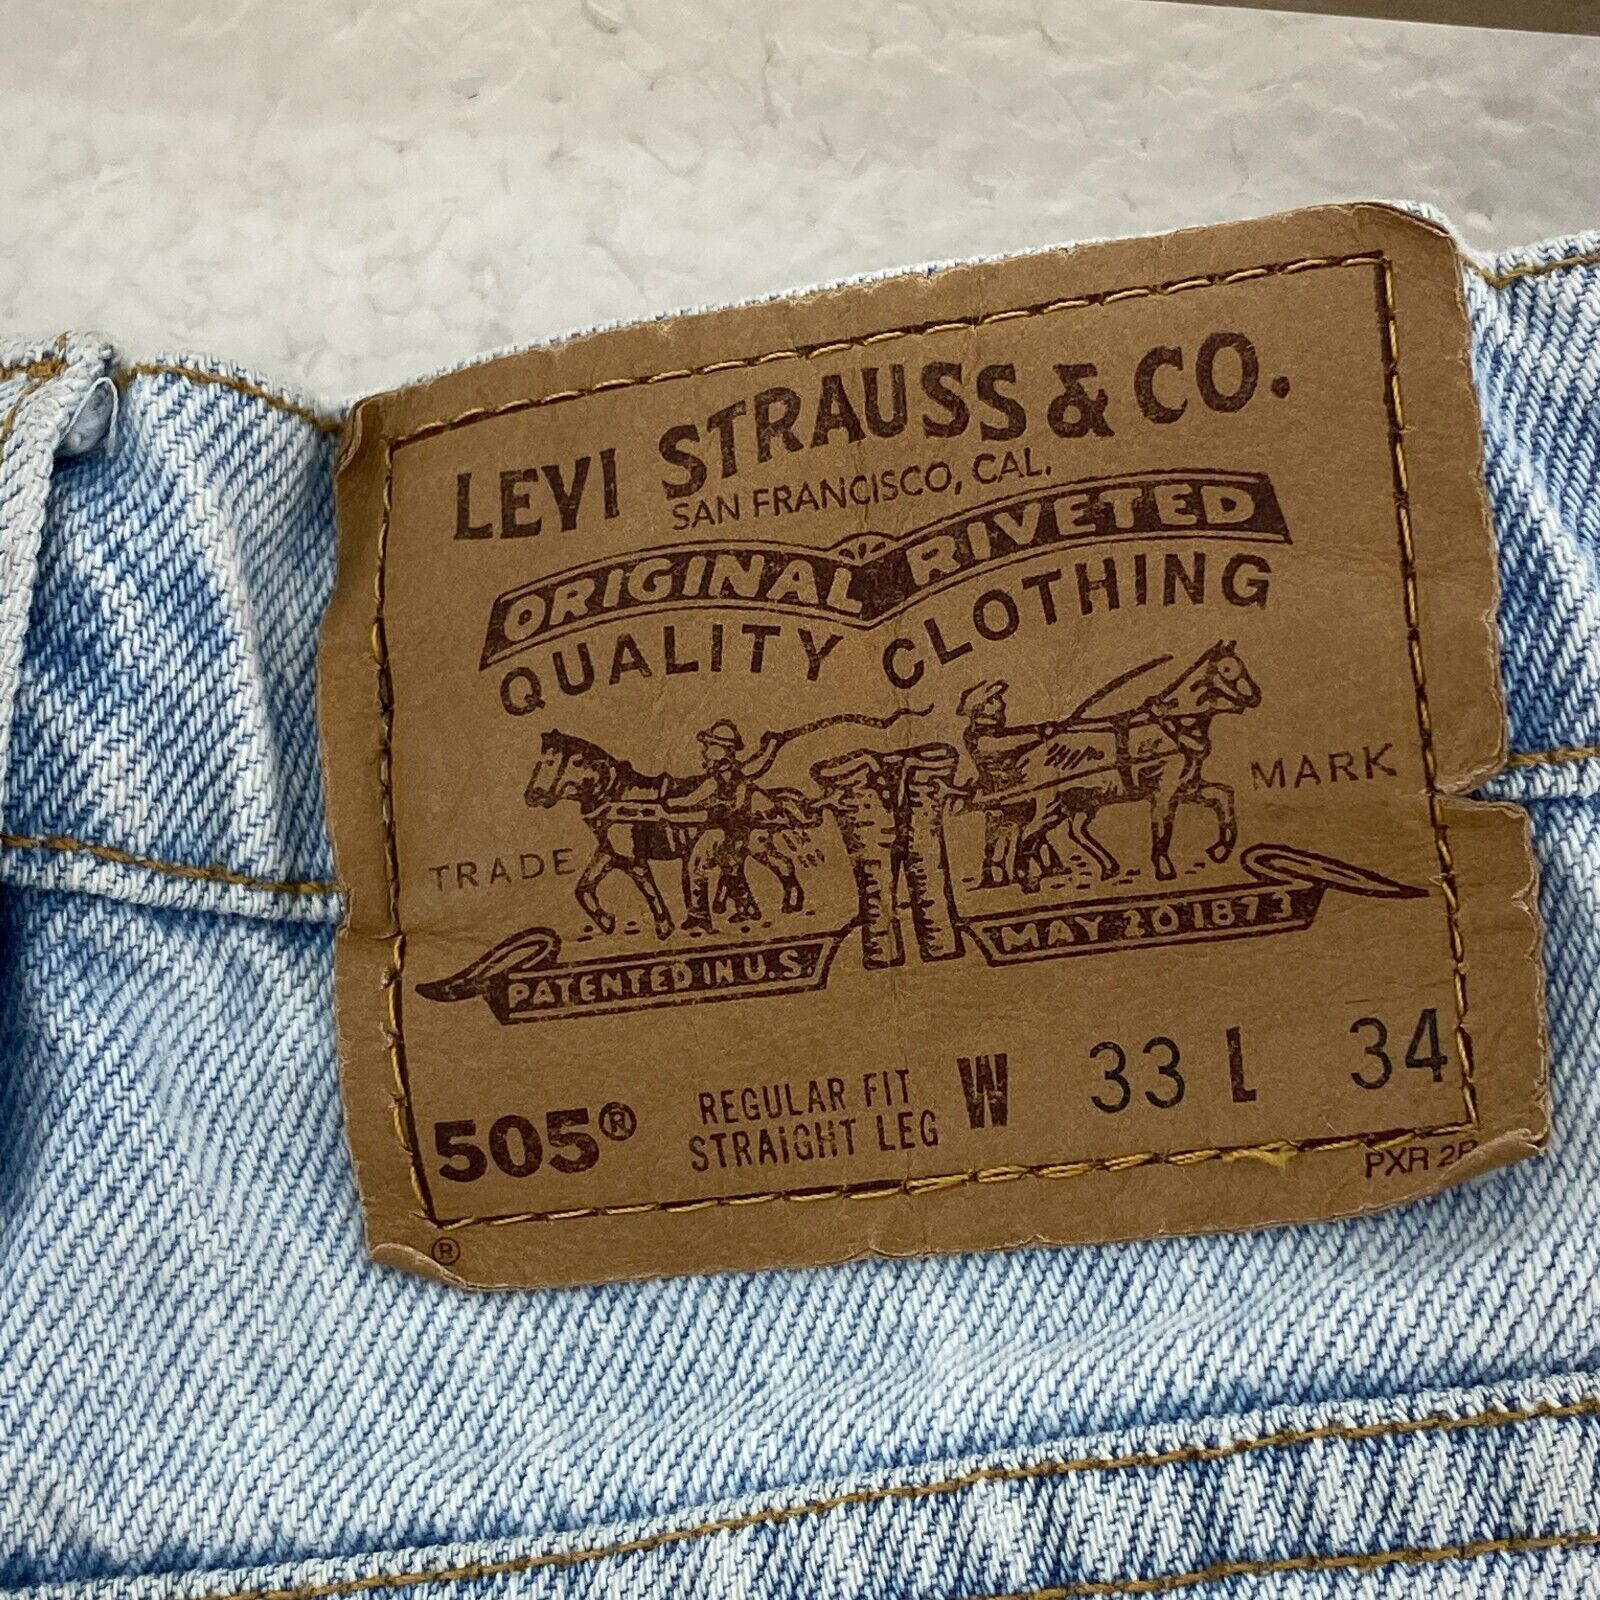 LEVI STRAUSS & CO.
SAN FRANCISCO, CAL.
ORIGINAL RIVETED
QUALITY CLOTHING
TRADE MARK
PATENTED IN U.S. MAY 20 1873
505® REGULAR FIT STRAIGHT LEG W 33 L 34
PXR
®